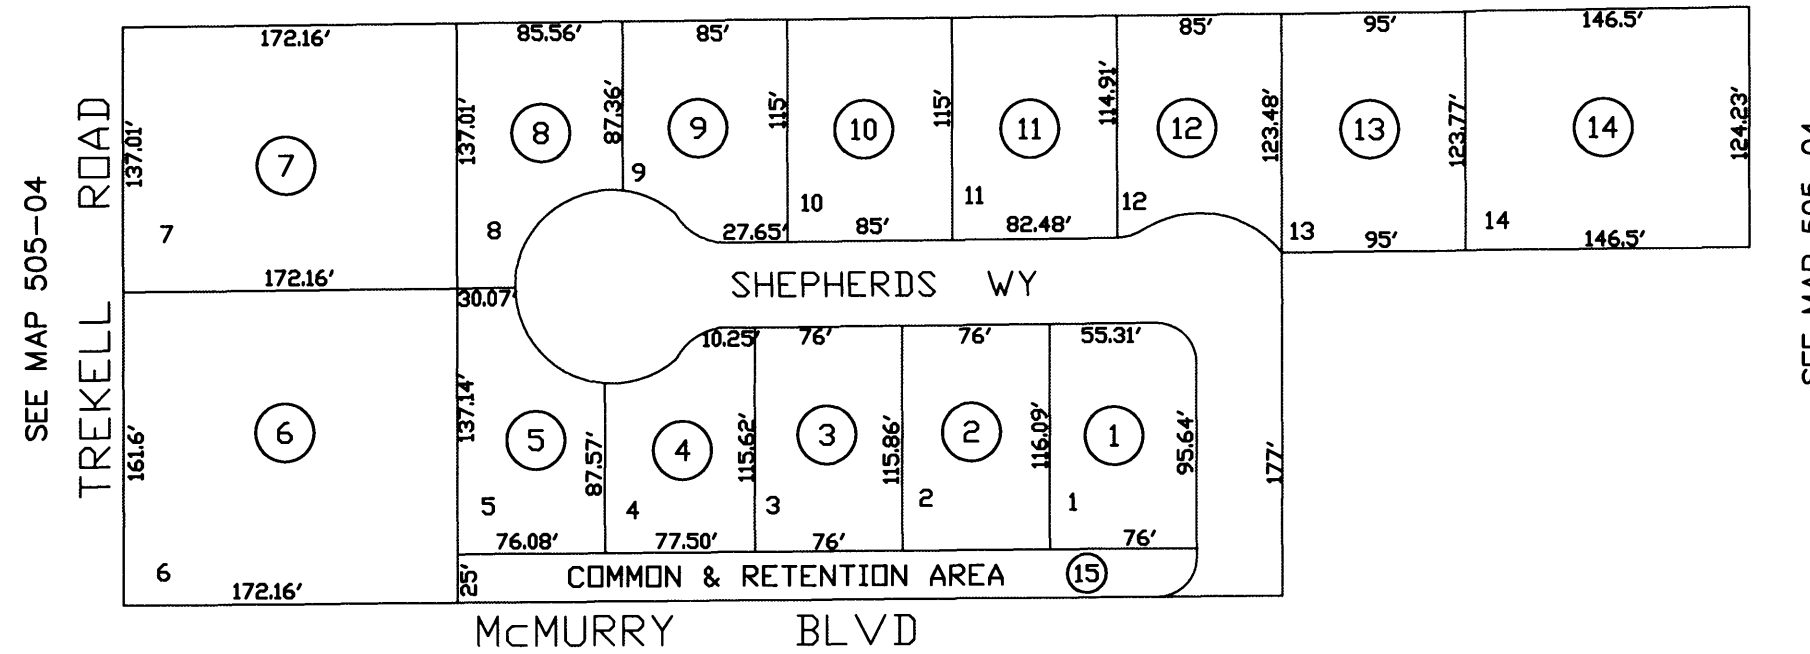 172.16′ 85.56′ 85′ 85′ 95′ 146.5′
137.01′ 137.01′ 87.36′ 115′ 115′ 114.91′ 123.48′ 123.77′ 124.23′
7 8 9 10 11 12 13 14
7 8 9 10 11 12 13 14
27.65′ 85′ 82.48′ 95′ 146.5′
172.16′ 30.07′
SHEPHERDS WY
SEE MAP 505-04
TREKELL ROAD
10.25′ 76′ 76′ 55.31′
161.6′ 137.14′ 87.57′ 115.62′ 115.86′ 116.09′ 95.64′ 177′
6 5 4 3 2 1
6 5 4 3 2 1
76.08′ 77.50′ 76′ 76′
172.16′ 25′
COMMON & RETENTION AREA 15
McMURRY BLVD